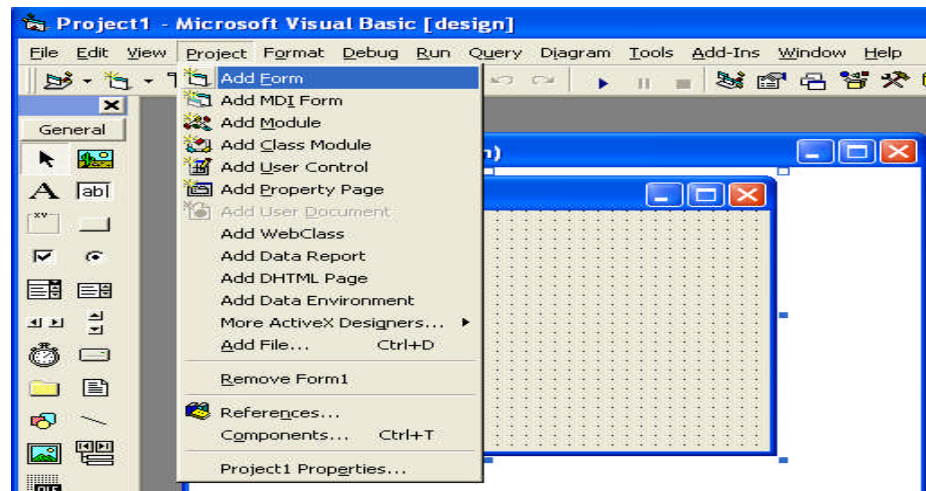 Project1 - Microsoft Visual Basic [design]
File Edit View Project Format Debug Run Query Diagram Tools Add-Ins Window Help
General
A ab
xy
Add Form
Add MDI Form
Add Module
Add Class Module
Add User Control
Add Property Page
Add User Document
Add WebClass
Add Data Report
Add DHTML Page
Add Data Environment
More ActiveX Designers...
Add File... Ctrl+D
Remove Form1
References...
Components... Ctrl+T
Project1 Properties...